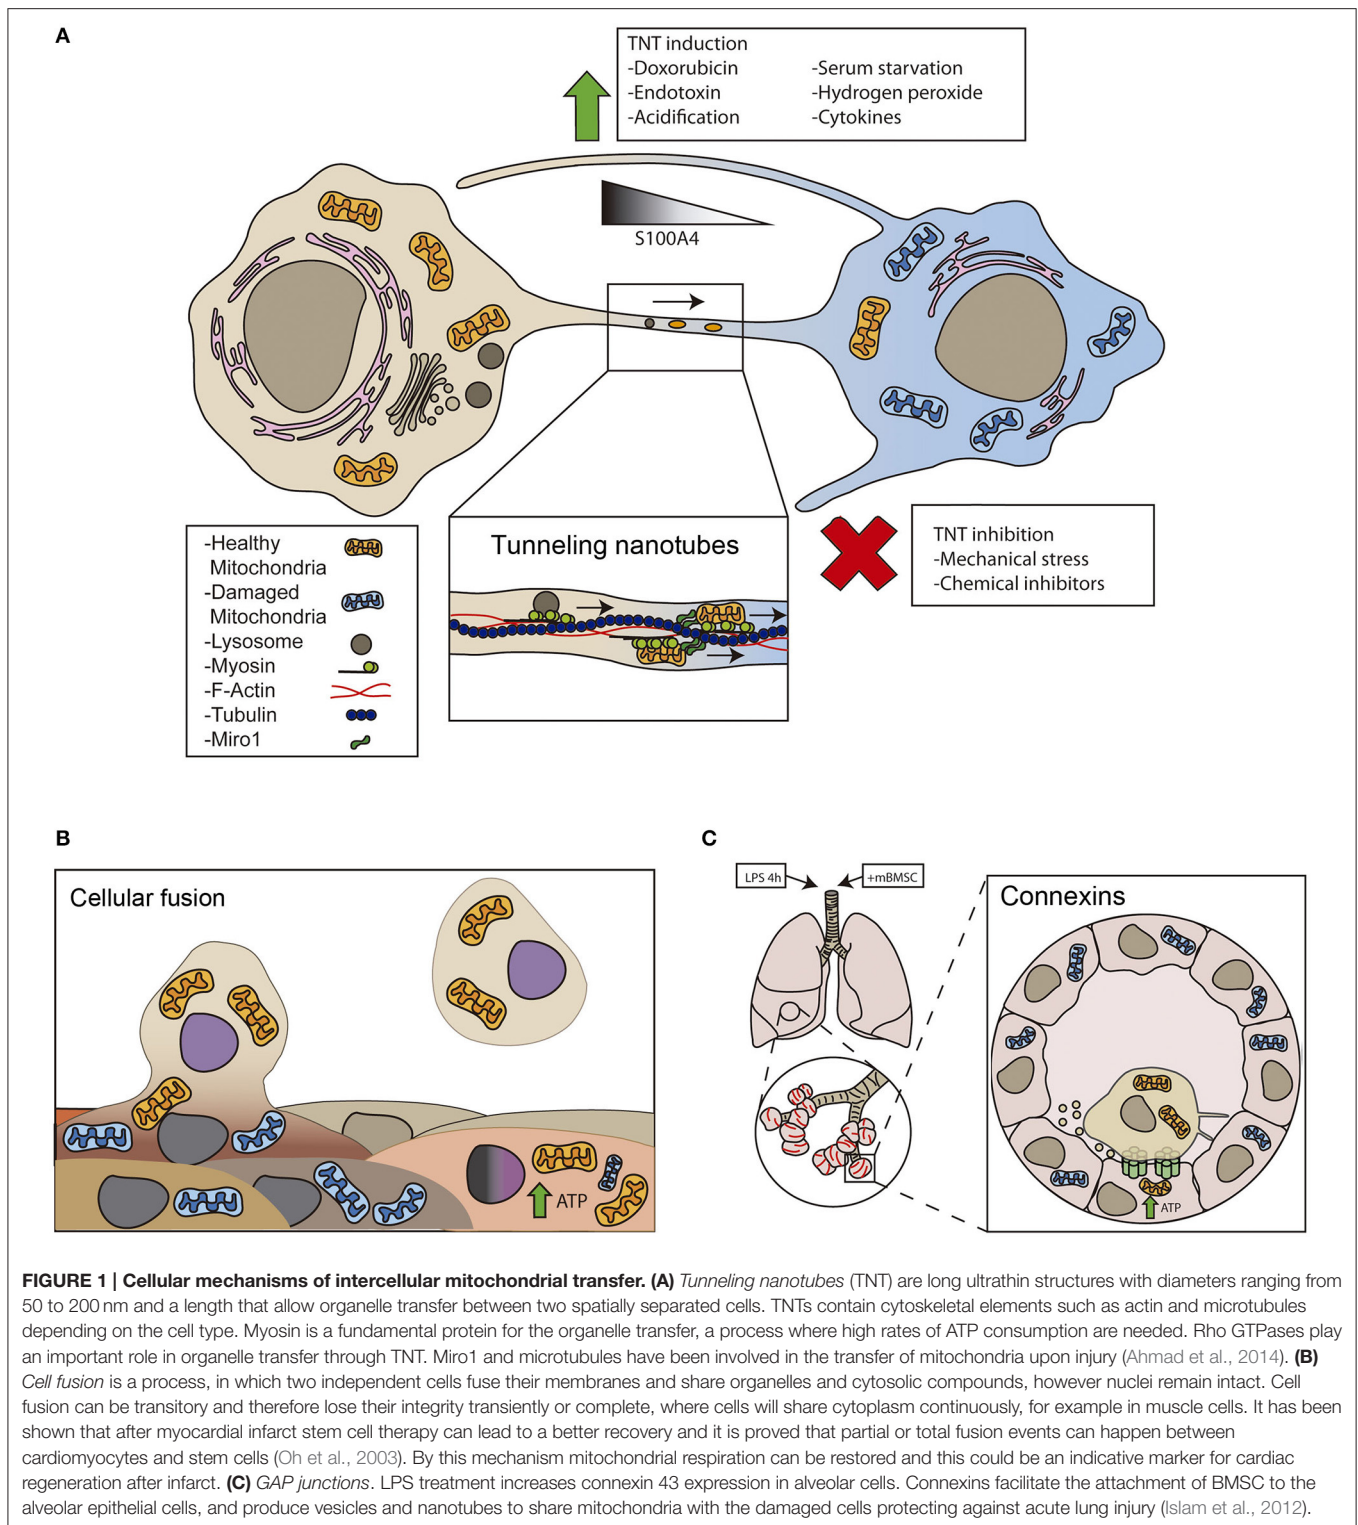 A
TNT induction
-Doxorubicin
-Endotoxin
-Acidification
-Serum starvation
-Hydrogen peroxide
-Cytokines
S100A4
-Healthy
Mitochondria
-Damaged
Mitochondria
-Lysosome
-Myosin
-F-Actin
-Tubulin
-Miro1
Tunneling nanotubes
TNT inhibition
-Mechanical stress
-Chemical inhibitors
B
Cellular fusion
ATP
C
LPS 4h
+mBMSC
Connexins
ATP
FIGURE 1 | Cellular mechanisms of intercellular mitochondrial transfer. (A) Tunneling nanotubes (TNT) are long ultrathin structures with diameters ranging from
50 to 200 nm and a length that allow organelle transfer between two spatially separated cells. TNTs contain cytoskeletal elements such as actin and microtubules
depending on the cell type. Myosin is a fundamental protein for the organelle transfer, a process where high rates of ATP consumption are needed. Rho GTPases play
an important role in organelle transfer through TNT. Miro1 and microtubules have been involved in the transfer of mitochondria upon injury (Ahmad et al., 2014). (B)
Cell fusion is a process, in which two independent cells fuse their membranes and share organelles and cytosolic compounds, however nuclei remain intact. Cell
fusion can be transitory and therefore lose their integrity transiently or complete, where cells will share cytoplasm continuously, for example in muscle cells. It has been
shown that after myocardial infarct stem cell therapy can lead to a better recovery and it is proved that partial or total fusion events can happen between
cardiomyocytes and stem cells (Oh et al., 2003). By this mechanism mitochondrial respiration can be restored and this could be an indicative marker for cardiac
regeneration after infarct. (C) GAP junctions. LPS treatment increases connexin 43 expression in alveolar cells. Connexins facilitate the attachment of BMSC to the
alveolar epithelial cells, and produce vesicles and nanotubes to share mitochondria with the damaged cells protecting against acute lung injury (Islam et al., 2012).